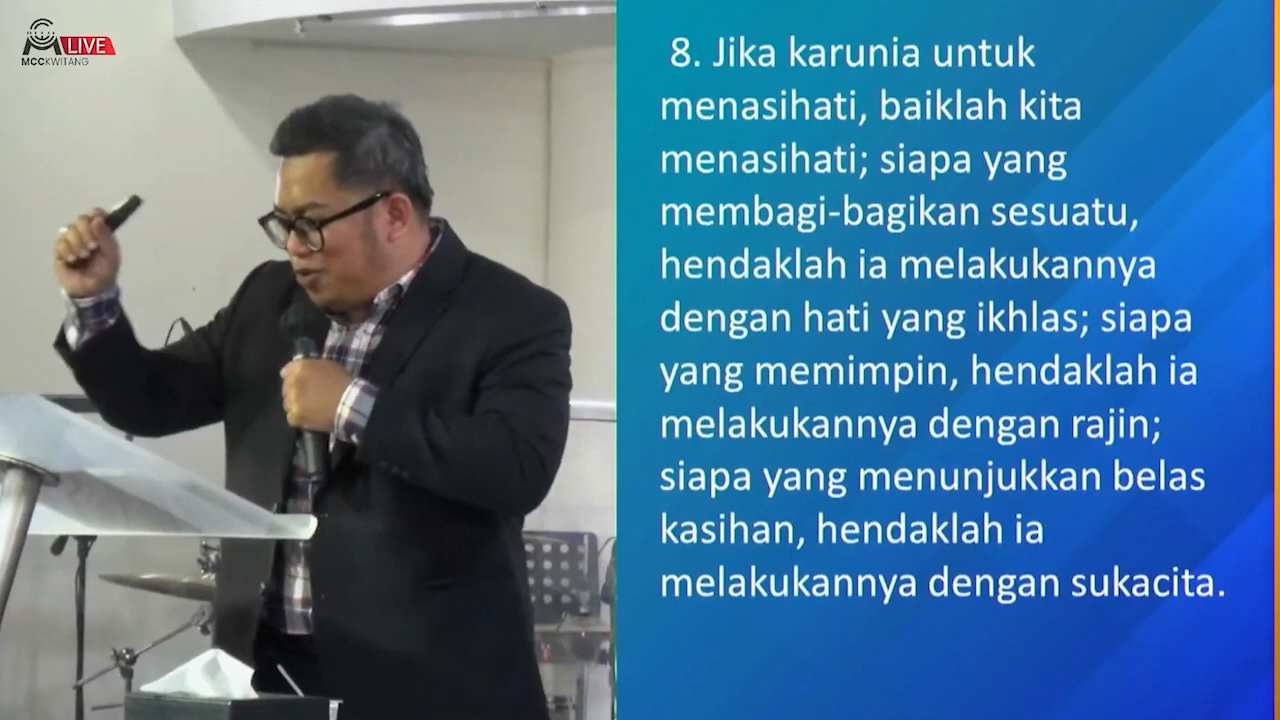 LIVE
MCCKWITANG
8. Jika karunia untuk
menasihati, baiklah kita
menasihati; siapa yang
membagi-bagikan sesuatu,
hendaklah ia melakukannya
dengan hati yang ikhlas; siapa
yang memimpin, hendaklah ia
melakukannya dengan rajin;
siapa yang menunjukkan belas
kasihan, hendaklah ia
melakukannya dengan sukacita.